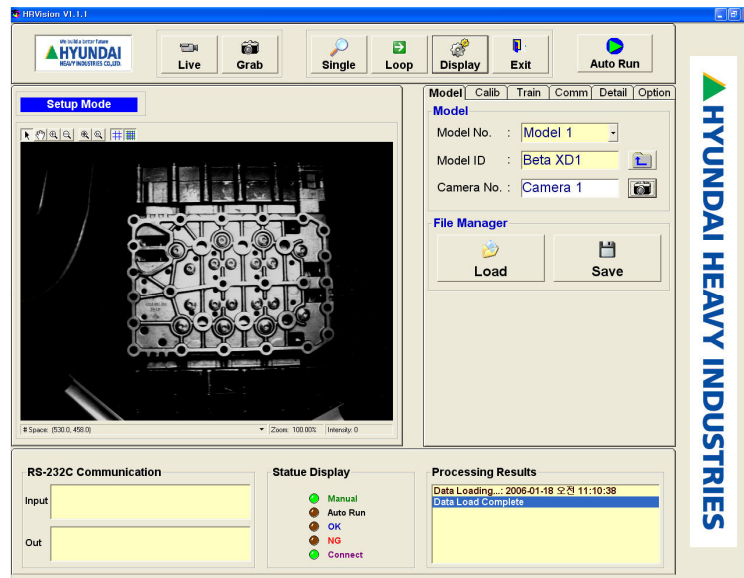 HRVision V1.1.1
We build a better future
HYUNDAI
HEAVY INDUSTRIES CO.,LTD.
Live
Grab
Single
Loop
Display
Exit
Auto Run
Setup Mode
Model
Calib
Train
Comm
Detail
Option
Model
Model No. : Model 1
Model ID : Beta XD1
Camera No. : Camera 1
File Manager
Load
Save
# Space: (530.0, 458.0)
Zoom: 100.00%
Intensity: 0
RS-232C Communication
Input
Out
Statue Display
Manual
Auto Run
OK
NG
Connect
Processing Results
Data Loading...: 2006-01-18 오전 11:10:38
Data Load Complete
HYUNDAI HEAVY INDUSTRIES